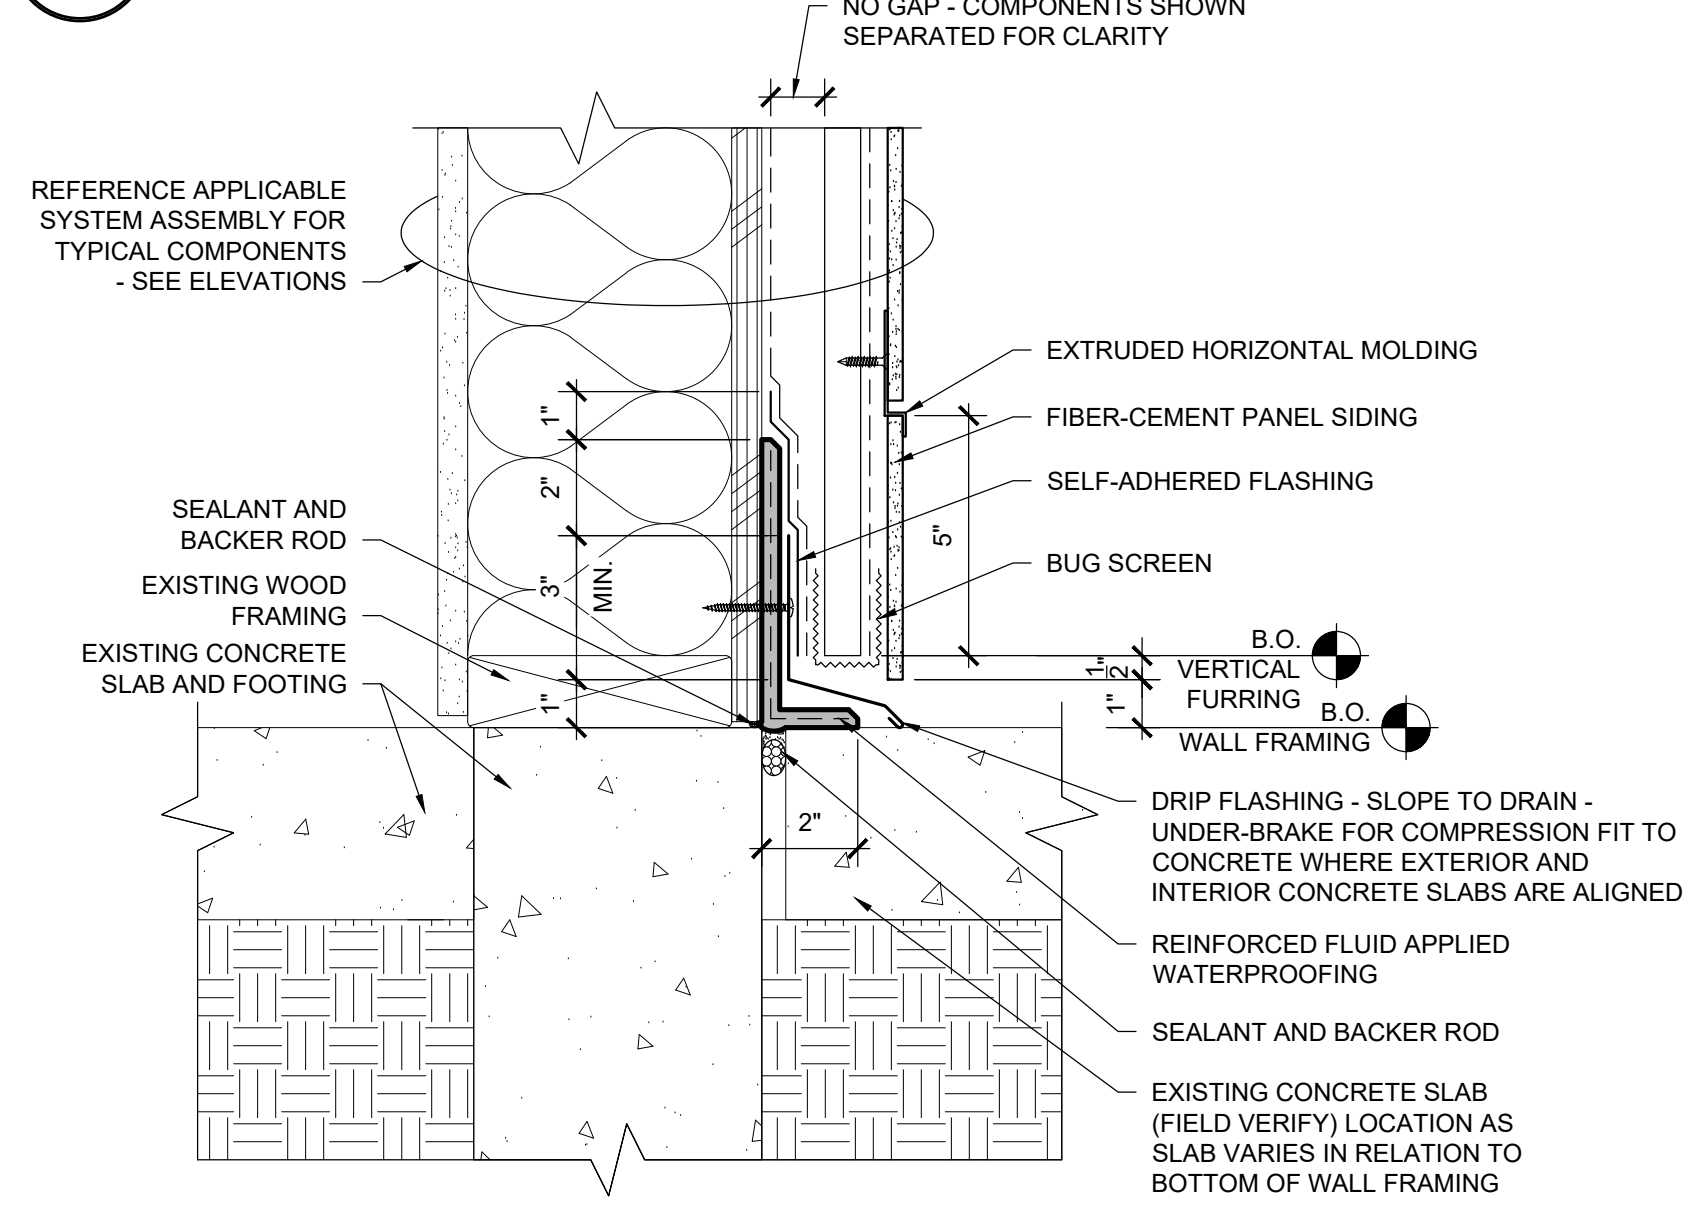 NO GAP - COMPONENTS SHOWN
SEPARATED FOR CLARITY
REFERENCE APPLICABLE
SYSTEM ASSEMBLY FOR
TYPICAL COMPONENTS
- SEE ELEVATIONS
EXTRUDED HORIZONTAL MOLDING
FIBER-CEMENT PANEL SIDING
SELF-ADHERED FLASHING
BUG SCREEN
SEALANT AND
BACKER ROD
EXISTING WOOD
FRAMING
EXISTING CONCRETE
SLAB AND FOOTING
1"
2"
3"
MIN.
1"
5"
1/2"
1"
B.O.
VERTICAL
FURRING
B.O.
WALL FRAMING
2"
DRIP FLASHING - SLOPE TO DRAIN -
UNDER-BRAKE FOR COMPRESSION FIT TO
CONCRETE WHERE EXTERIOR AND
INTERIOR CONCRETE SLABS ARE ALIGNED
REINFORCED FLUID APPLIED
WATERPROOFING
SEALANT AND BACKER ROD
EXISTING CONCRETE SLAB
(FIELD VERIFY) LOCATION AS
SLAB VARIES IN RELATION TO
BOTTOM OF WALL FRAMING